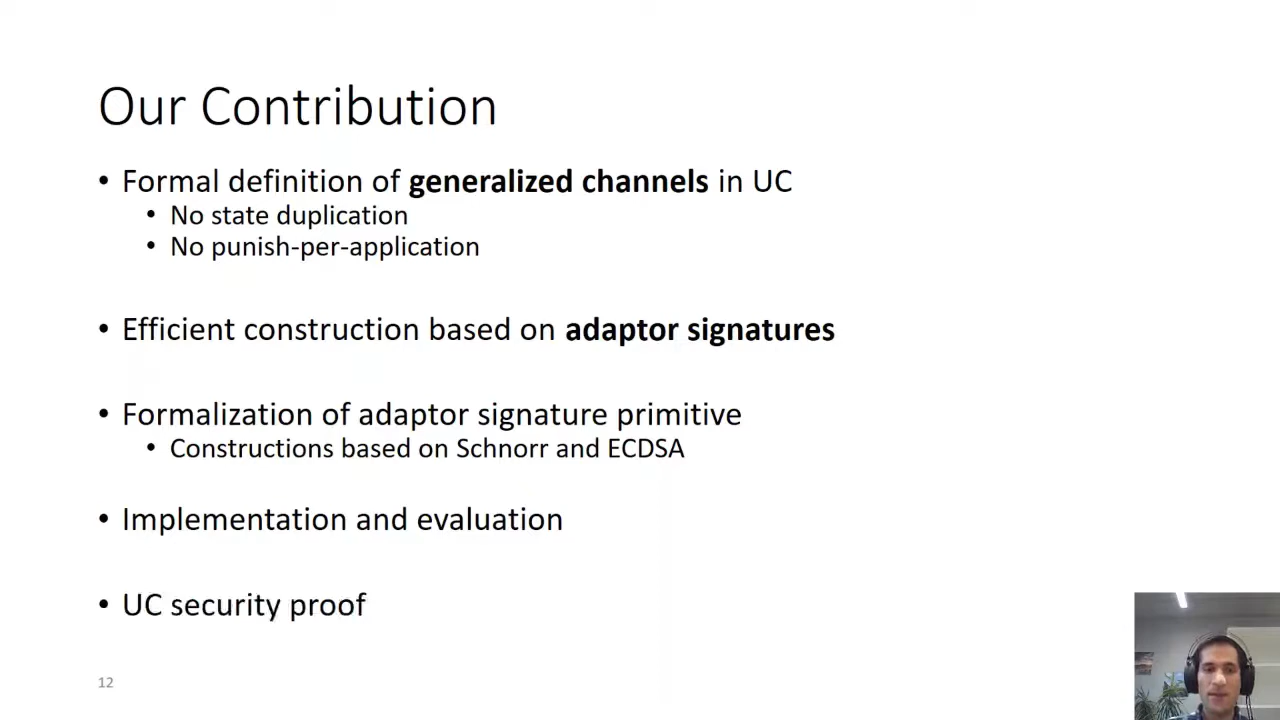 Our Contribution
• Formal definition of generalized channels in UC
• No state duplication
• No punish-per-application
• Efficient construction based on adaptor signatures
• Formalization of adaptor signature primitive
• Constructions based on Schnorr and ECDSA
• Implementation and evaluation
• UC security proof
12